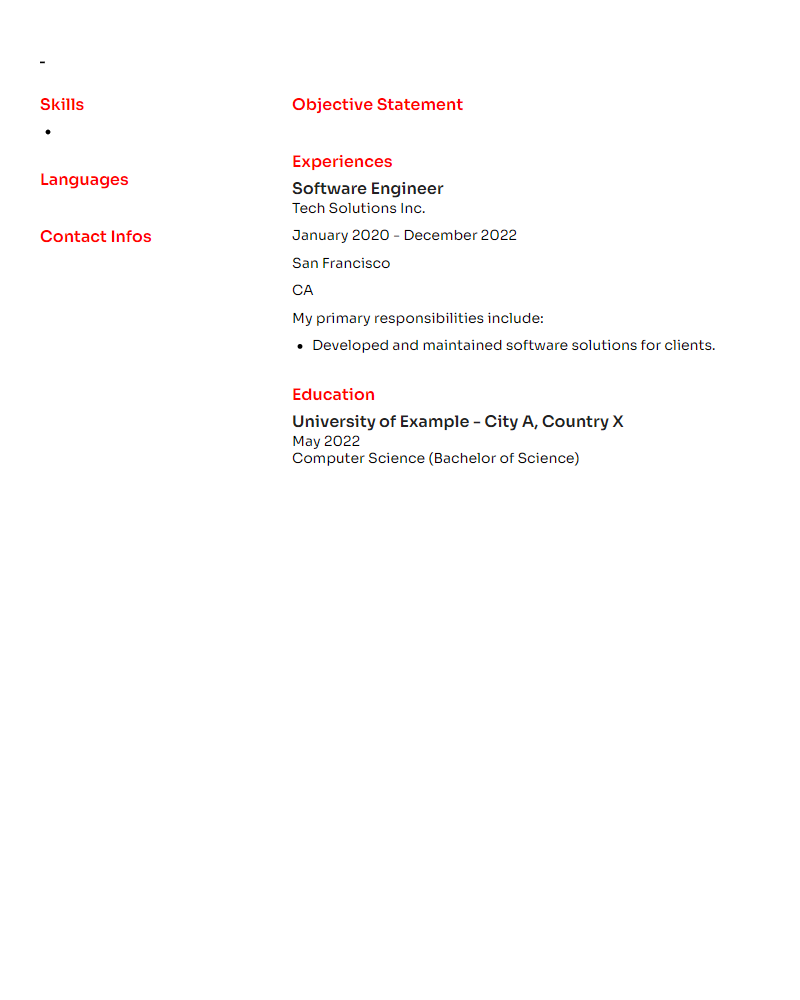 -
Skills
•
Languages
Contact Infos
Objective Statement
Experiences
Software Engineer
Tech Solutions Inc.
January 2020 - December 2022
San Francisco
CA
My primary responsibilities include:
• Developed and maintained software solutions for clients.
Education
University of Example - City A, Country X
May 2022
Computer Science (Bachelor of Science)